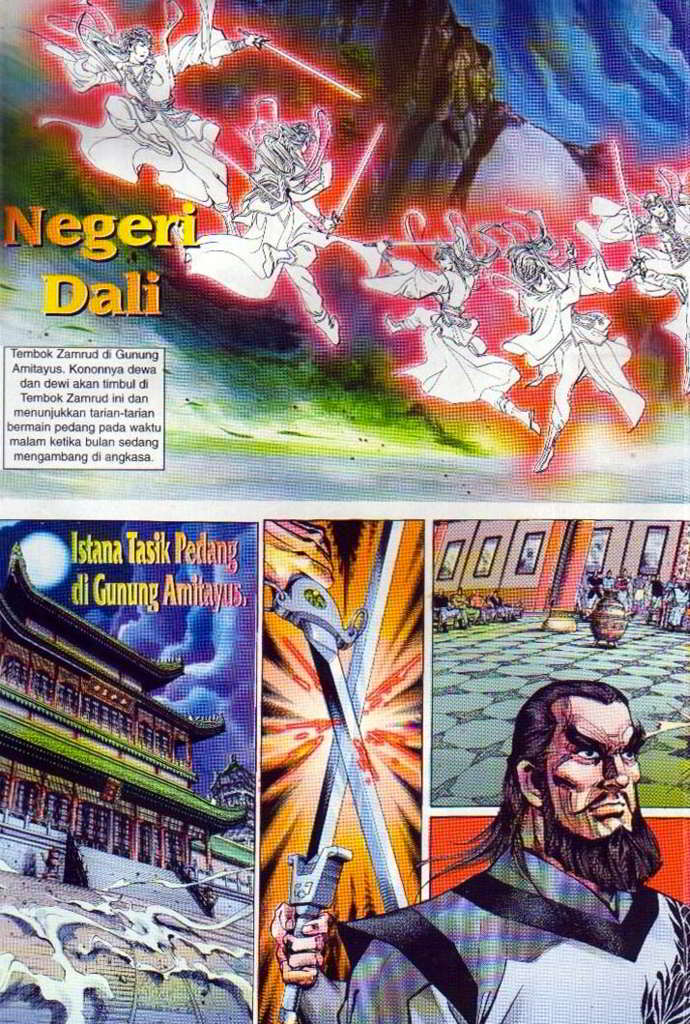 Negeri
Dali
Tembok Zamrud di Gunung
Amitayus. Kononnya dewa
dan dewi akan timbul di
Tembok Zamrud ini dan
menunjukkan tarian-tarian
bermain pedang pada waktu
malam ketika bulan sedang
mengambang di angkasa.
Istana Tasik Pedang
di Gunung Amitayus.